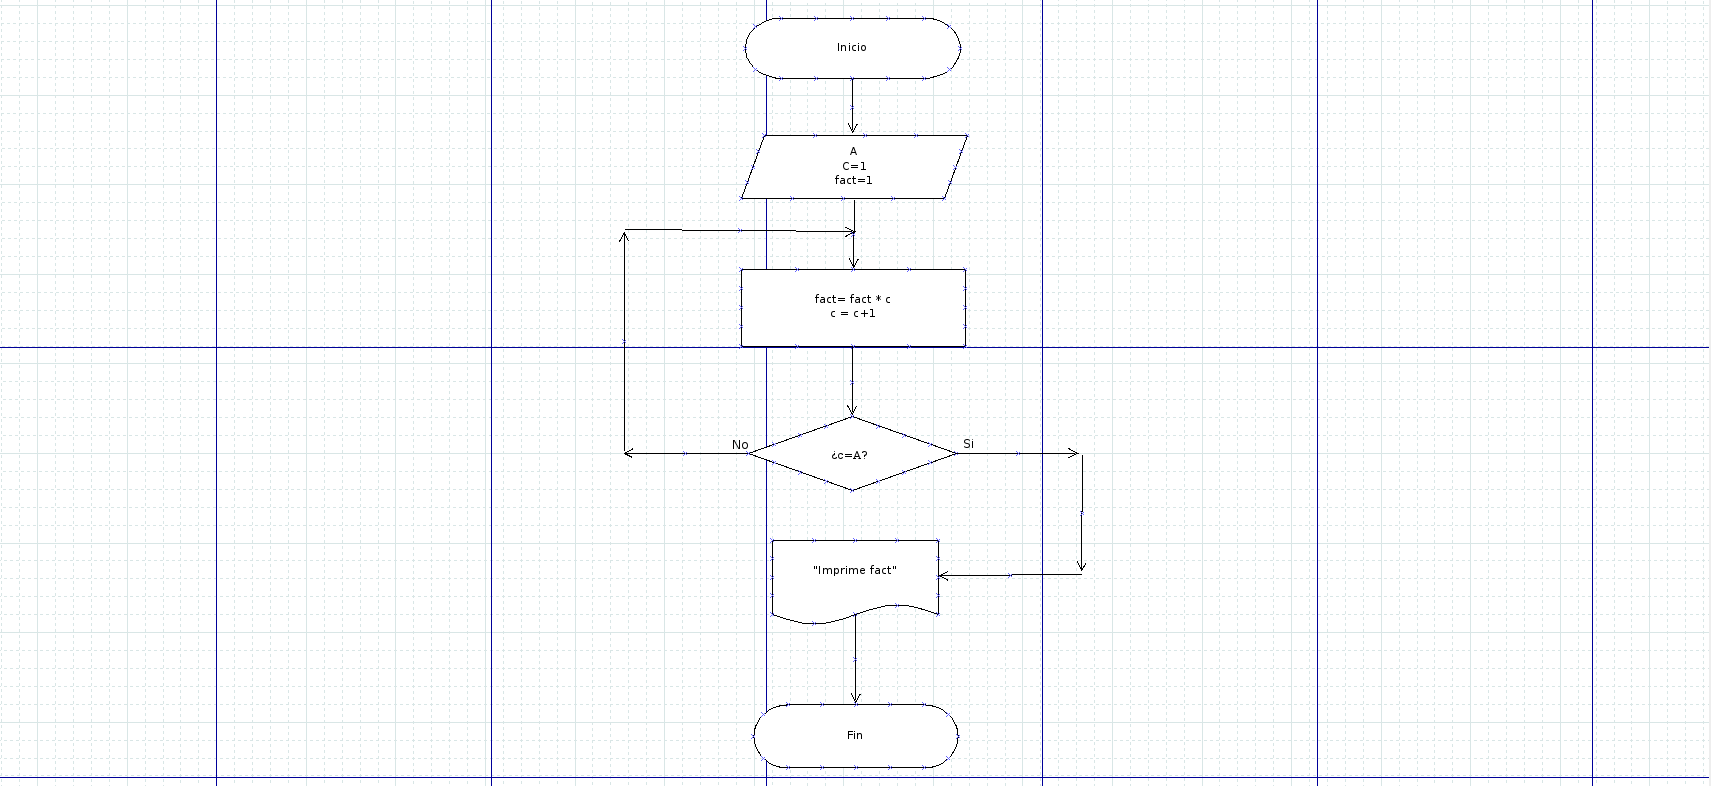 Inicio
A
C=1
fact=1
fact= fact * c
c = c+1
No
¿c=A?
Si
"Imprime fact"
Fin